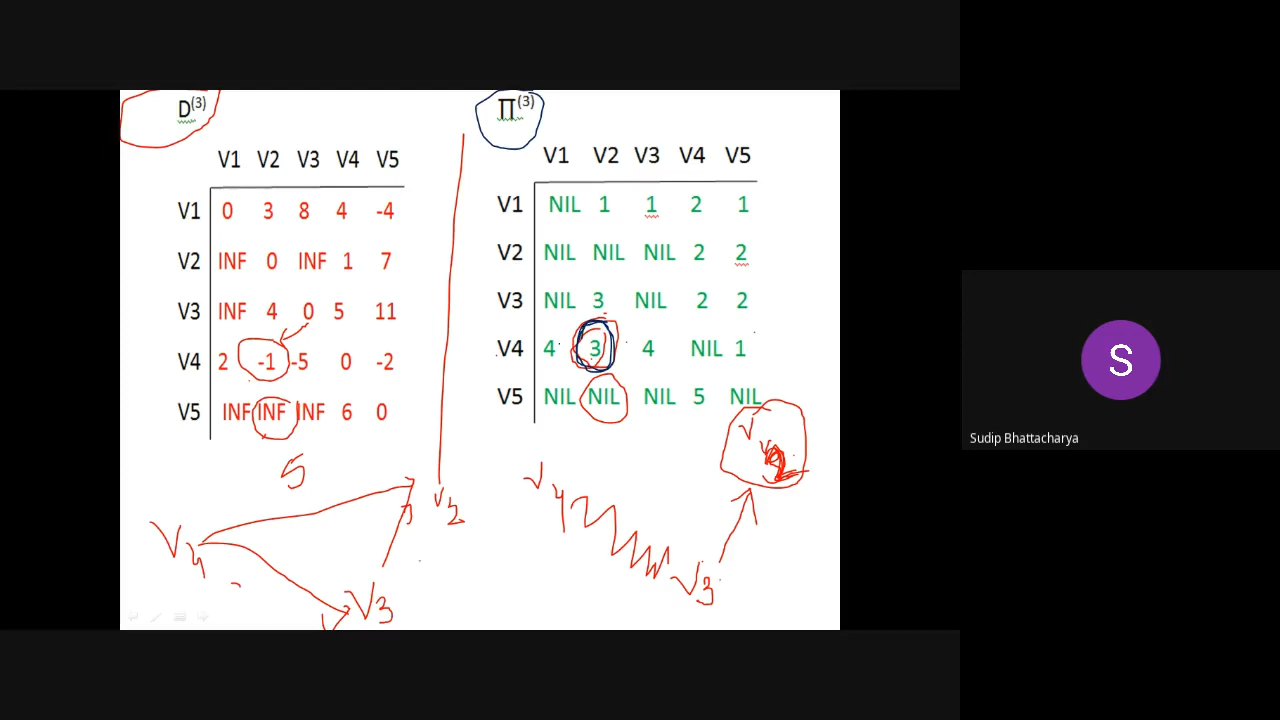 D(3) ∏(3)
V1 V2 V3 V4 V5
V1 0 3 8 4 -4
V2 INF 0 INF 1 7
V3 INF 4 0 5 11
V4 2 -1 -5 0 -2
V5 INF INF INF 6 0
V1 V2 V3 V4 V5
V1 NIL 1 1 2 1
V2 NIL NIL NIL 2 2
V3 NIL 3 NIL 2 2
V4 4 3 4 NIL 1
V5 NIL NIL NIL 5 NIL
5
V4
V2
V3
V4
V3
S
Sudip Bhattacharya